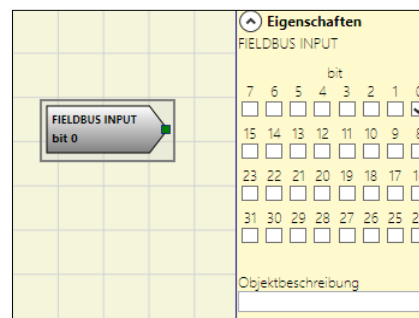 Eigenschaften
FIELDBUS INPUT
bit
7 6 5 4 3 2 1 0
FIELDBUS INPUT
bit 0
15 14 13 12 11 10 9 8
23 22 21 20 19 18 17
31 30 29 28 27 26 25
Objektbeschreibung